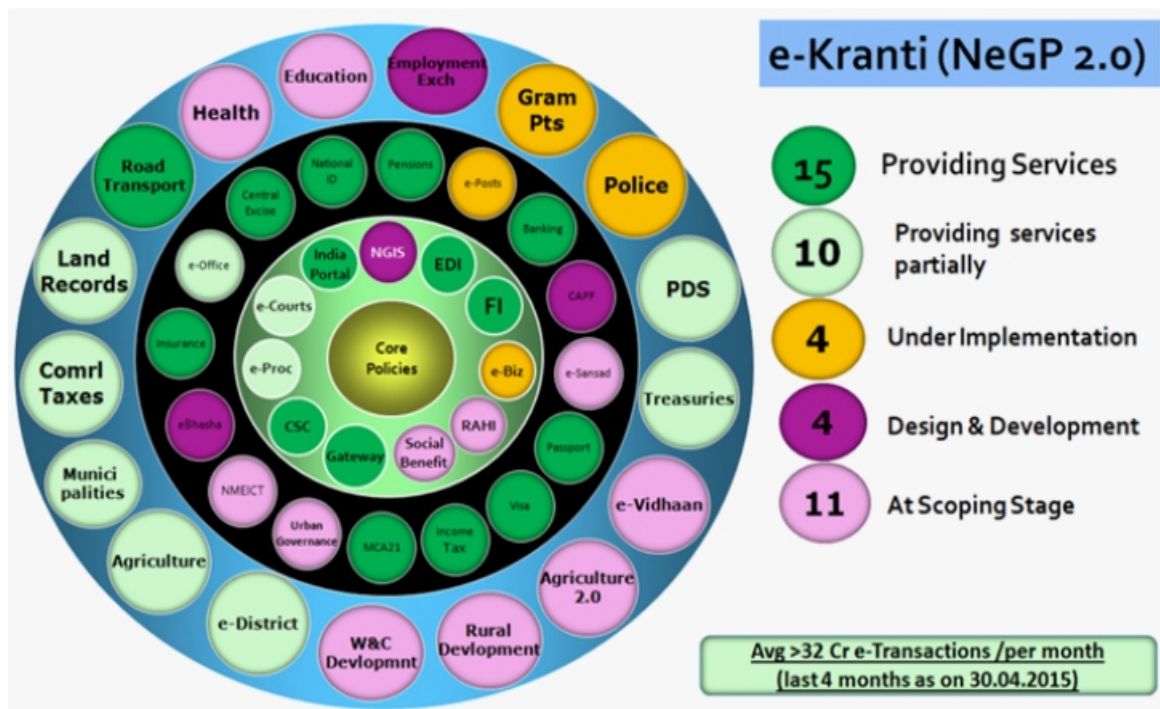 e-Kranti (NeGP 2.0)
15
Providing Services
10
Providing services
partially
4
Under Implementation
4
Design & Development
11
At Scoping Stage
Avg >32 Cr e-Transactions /per month
(last 4 months as on 30.04.2015)
Education
Employment
Exch
Gram
Pts
Police
PDS
Treasuries
e-Vidhaan
Agriculture
2.0
Rural
Devlopment
W&C
Devlopmnt
e-District
Agriculture
Munici
palities
Comrl
Taxes
Land
Records
Road
Transport
Health
National
ID
Pensions
e-Posts
Banking
CAPF
e-Sansad
Passport
Visa
Income
Tax
MCA21
Urban
Governance
NMEICT
eBhasha
Insurance
e-Office
Central
Excise
India
Portal
NGIS
EDI
FI
e-Biz
RAHI
Social
Benefit
Gateway
CSC
e-Proc
e-Courts
Core
Policies